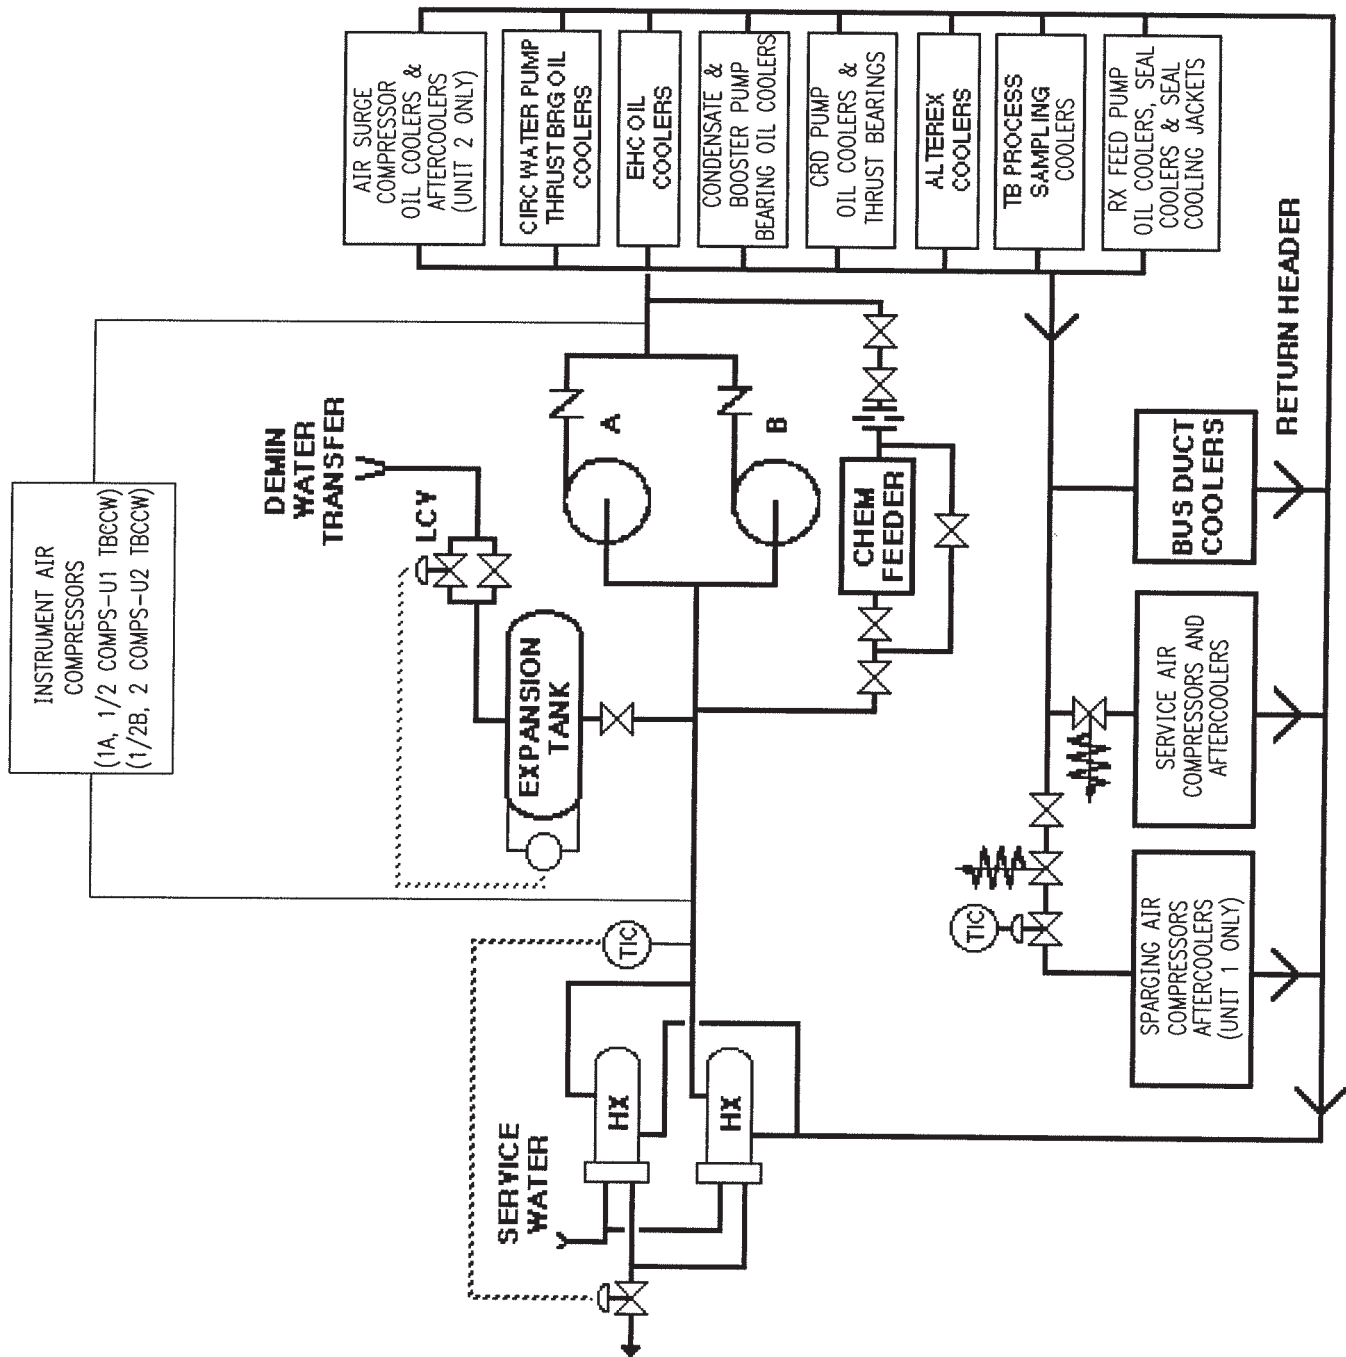 INSTRUMENT AIR
COMPRESSORS
(1A, 1/2 COMPS-U1 TBCCW)
(1/2B, 2 COMPS-U2 TBCCW)
SERVICE
WATER
HX
HX
TIC
EXPANSION
TANK
DEMIN
WATER
TRANSFER
LCV
A
B
CHEM
FEEDER
AIR SURGE
COMPRESSOR
OIL COOLERS &
AFTERCOOLERS
(UNIT 2 ONLY)
CIRC WATER PUMP
THRUST BRG OIL
COOLERS
EHC OIL
COOLERS
CONDENSATE &
BOOSTER PUMP
BEARING OIL COOLERS
CRD PUMP
OIL COOLERS &
THRUST BEARINGS
ALTEREX
COOLERS
TB PROCESS
SAMPLING
COOLERS
RX FEED PUMP
OIL COOLERS, SEAL
COOLERS & SEAL
COOLING JACKETS
TIC
SPARGING AIR
COMPRESSORS
AFTERCOOLERS
(UNIT 1 ONLY)
SERVICE AIR
COMPRESSORS AND
AFTERCOOLERS
BUS DUCT
COOLERS
RETURN HEADER